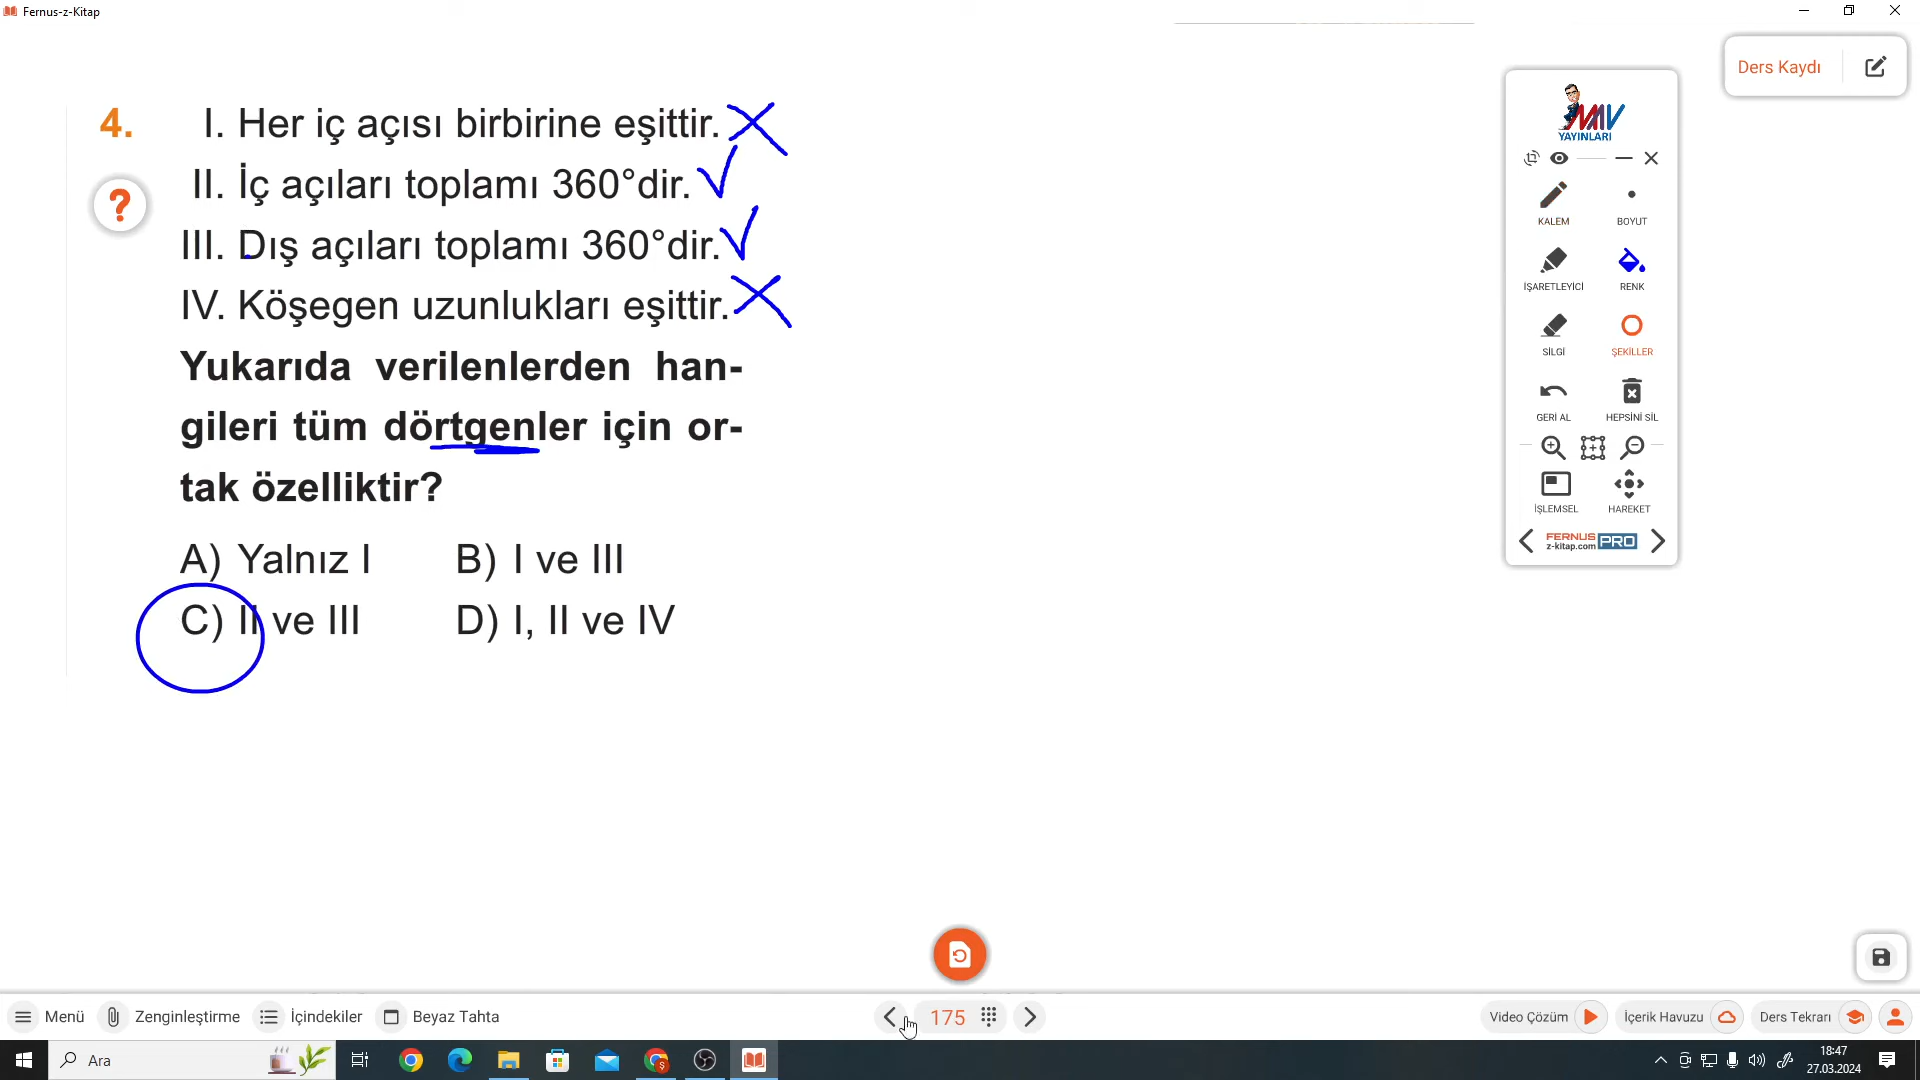 Fernus-z-Kitap
Ders Kaydı
4. I. Her iç açısı birbirine eşittir.
II. İç açıları toplamı 360°dir.
III. Dış açıları toplamı 360°dir.
IV. Köşegen uzunlukları eşittir.
Yukarıda verilenlerden han-
gileri tüm dörtgenler için or-
tak özelliktir?
A) Yalnız I B) I ve III
C) II ve III D) I, II ve IV
?
YAYINLARI
KALEM BOYUT
İŞARETLEYİCİ RENK
SİLGİ ŞEKİLLER
GERİ AL HEPSİNİ SİL
İŞLEMSEL HAREKET
FERNUS
z-kitap.com PRO
Menü Zenginleştirme İçindekiler Beyaz Tahta 175 Video Çözüm İçerik Havuzu Ders Tekrarı
Ara
18:47
27.03.2024